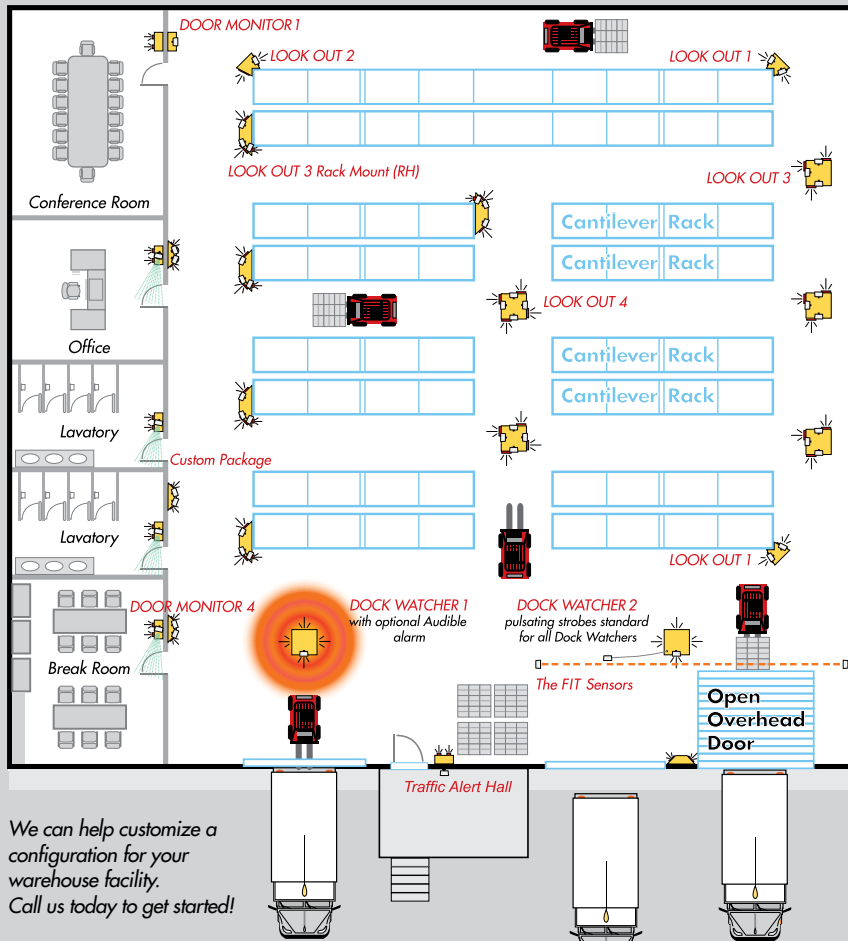 DOOR MONITOR 1
LOOK OUT 2
LOOK OUT 1
LOOK OUT 3 Rack Mount (RH)
LOOK OUT 3
Conference Room
Cantilever Rack
Cantilever Rack
LOOK OUT 4
Office
Cantilever Rack
Cantilever Rack
Lavatory
Custom Package
Lavatory
LOOK OUT 1
DOOR MONITOR 4
DOCK WATCHER 1
with optional Audible
alarm
DOCK WATCHER 2
pulsating strobes standard
for all Dock Watchers
Break Room
The FIT Sensors
Open
Overhead
Door
Traffic Alert Hall
We can help customize a
configuration for your
warehouse facility.
Call us today to get started!